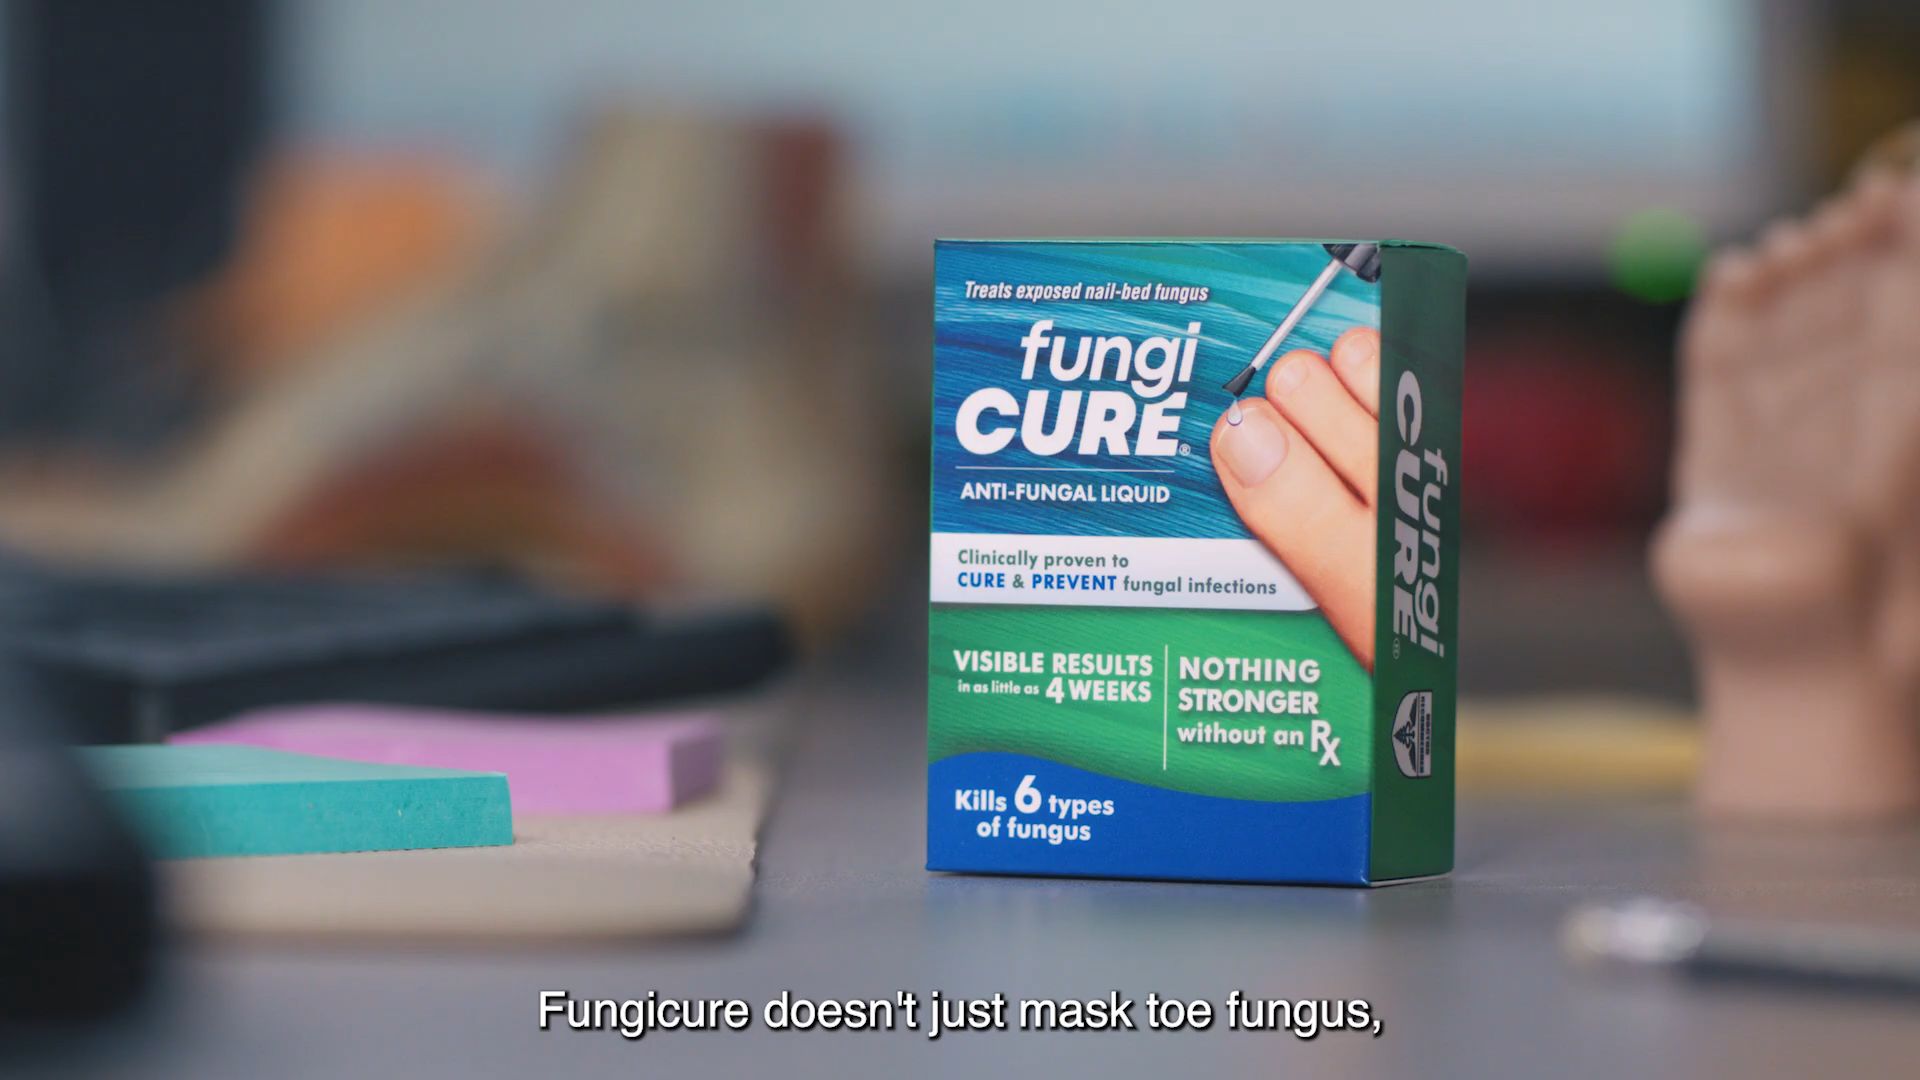 Treats exposed nail-bed fungus
fungi
CURE®
ANTI-FUNGAL LIQUID
Clinically proven to
CURE & PREVENT fungal infections
VISIBLE RESULTS
in as little as 4 WEEKS
NOTHING
STRONGER
without an Rx
Kills 6 types
of fungus
fungi
CURE®
DOCTOR
RECOMMENDED
Fungicure doesn't just mask toe fungus,